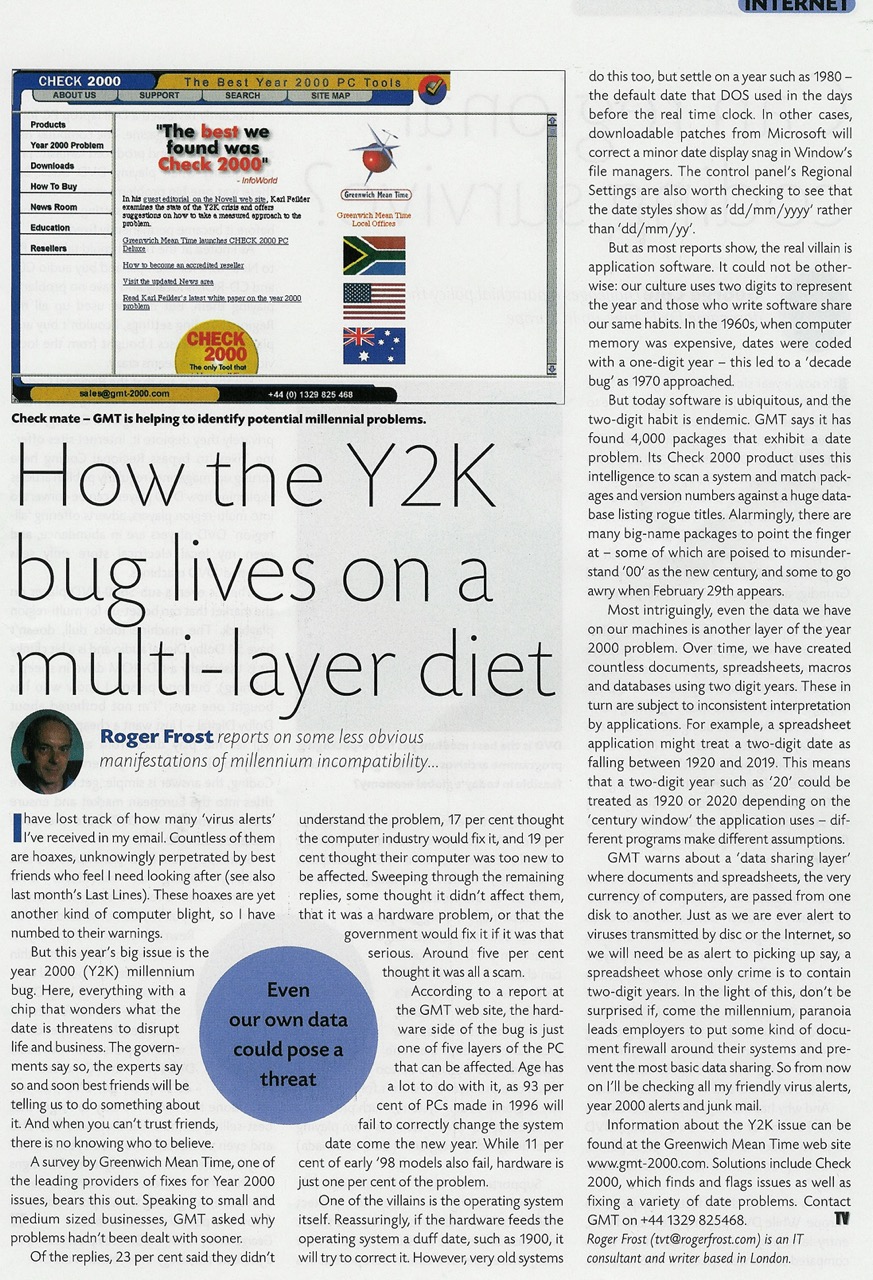 INTERNET
CHECK 2000
The Best Year 2000 PC Tools
ABOUT US
SUPPORT
SEARCH
SITE MAP
Products
Year 2000 Problem
Downloads
How To Buy
News Room
Education
Resellers
"The best we
found was
Check 2000"
- InfoWorld
In his guest editorial on the Novell web site, Karl Feilder
examines the state of the Y2K crisis and offers
suggestions on how to take a measured approach to the
problem.
Greenwich Mean Time launches CHECK 2000 PC
Deluxe
How to become an accredited reseller
Visit the updated News area
Read Karl Feilder's latest white paper on the year 2000
problem
CHECK
2000
The only Tool that
Greenwich Mean Time
Greenwich Mean Time
Local Offices
sales@gmt-2000.com
+44 (0) 1329 825 468
Check mate – GMT is helping to identify potential millennial problems.
How the Y2K
bug lives on a
multi-layer diet
Roger Frost reports on some less obvious
manifestations of millennium incompatibility...
I have lost track of how many 'virus alerts'
I've received in my email. Countless of them
are hoaxes, unknowingly perpetrated by best
friends who feel I need looking after (see also
last month's Last Lines). These hoaxes are yet
another kind of computer blight, so I have
numbed to their warnings.
But this year's big issue is the
year 2000 (Y2K) millennium
bug. Here, everything with a
chip that wonders what the
date is threatens to disrupt
life and business. The govern-
ments say so, the experts say
so and soon best friends will be
telling us to do something about
it. And when you can't trust friends,
there is no knowing who to believe.
A survey by Greenwich Mean Time, one of
the leading providers of fixes for Year 2000
issues, bears this out. Speaking to small and
medium sized businesses, GMT asked why
problems hadn't been dealt with sooner.
Of the replies, 23 per cent said they didn't
Even
our own data
could pose a
threat
understand the problem, 17 per cent thought
the computer industry would fix it, and 19 per
cent thought their computer was too new to
be affected. Sweeping through the remaining
replies, some thought it didn't affect them,
that it was a hardware problem, or that the
government would fix it if it was that
serious. Around five per cent
thought it was all a scam.
According to a report at
the GMT web site, the hard-
ware side of the bug is just
one of five layers of the PC
that can be affected. Age has
a lot to do with it, as 93 per
cent of PCs made in 1996 will
fail to correctly change the system
date come the new year. While 11 per
cent of early '98 models also fail, hardware is
just one per cent of the problem.
One of the villains is the operating system
itself. Reassuringly, if the hardware feeds the
operating system a duff date, such as 1900, it
will try to correct it. However, very old systems
do this too, but settle on a year such as 1980 –
the default date that DOS used in the days
before the real time clock. In other cases,
downloadable patches from Microsoft will
correct a minor date display snag in Window's
file managers. The control panel's Regional
Settings are also worth checking to see that
the date styles show as 'dd/mm/yyyy' rather
than 'dd/mm/yy'.
But as most reports show, the real villain is
application software. It could not be other-
wise: our culture uses two digits to represent
the year and those who write software share
our same habits. In the 1960s, when computer
memory was expensive, dates were coded
with a one-digit year – this led to a 'decade
bug' as 1970 approached.
But today software is ubiquitous, and the
two-digit habit is endemic. GMT says it has
found 4,000 packages that exhibit a date
problem. Its Check 2000 product uses this
intelligence to scan a system and match pack-
ages and version numbers against a huge data-
base listing rogue titles. Alarmingly, there are
many big-name packages to point the finger
at – some of which are poised to misunder-
stand '00' as the new century, and some to go
awry when February 29th appears.
Most intriguingly, even the data we have
on our machines is another layer of the year
2000 problem. Over time, we have created
countless documents, spreadsheets, macros
and databases using two digit years. These in
turn are subject to inconsistent interpretation
by applications. For example, a spreadsheet
application might treat a two-digit date as
falling between 1920 and 2019. This means
that a two-digit year such as '20' could be
treated as 1920 or 2020 depending on the
'century window' the application uses – dif-
ferent programs make different assumptions.
GMT warns about a 'data sharing layer'
where documents and spreadsheets, the very
currency of computers, are passed from one
disk to another. Just as we are ever alert to
viruses transmitted by disc or the Internet, so
we will need be as alert to picking up say, a
spreadsheet whose only crime is to contain
two-digit years. In the light of this, don't be
surprised if, come the millennium, paranoia
leads employers to put some kind of docu-
ment firewall around their systems and pre-
vent the most basic data sharing. So from now
on I'll be checking all my friendly virus alerts,
year 2000 alerts and junk mail.
Information about the Y2K issue can be
found at the Greenwich Mean Time web site
www.gmt-2000.com. Solutions include Check
2000, which finds and flags issues as well as
fixing a variety of date problems. Contact
GMT on +44 1329 825468. TV
Roger Frost (tvt@rogerfrost.com) is an IT
consultant and writer based in London.